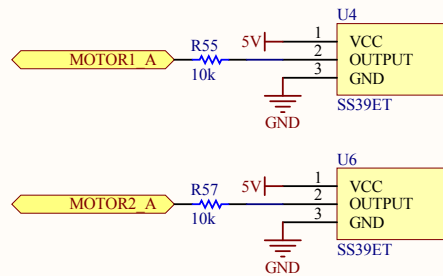 U4
5V 1 VCC
MOTOR1_A R55 10k 2 OUTPUT
3 GND
GND SS39ET
U6
5V 1 VCC
MOTOR2_A R57 10k 2 OUTPUT
3 GND
GND SS39ET